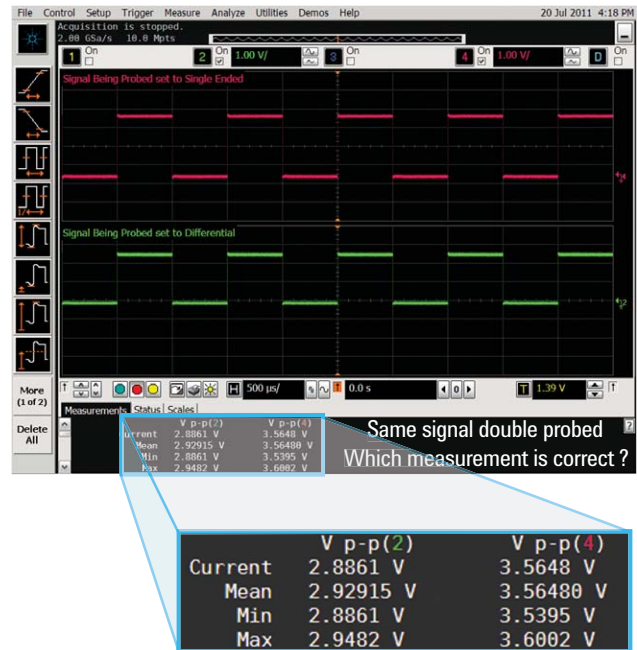 File Control Setup Trigger Measure Analyze Utilities Demos Help 20 Jul 2011 4:18 PM
Acquisition is stopped.
2.00 GSa/s 10.0 Mpts
1 On 2 On 1.00 V/ 3 On 4 On 1.00 V/ D On
Signal Being Probed set to Single Ended
Signal Being Probed set to Differential
More
(1 of 2)
Delete
All
H 500 µs/ 0.0 s 0 T 1.39 V
Measurements Status Scales
V p-p(2) V p-p(4)
Current 2.8861 V 3.5648 V
Mean 2.92915 V 3.56480 V
Min 2.8861 V 3.5395 V
Max 2.9482 V 3.6002 V
Same signal double probed
Which measurement is correct ?
V p-p(2) V p-p(4)
Current 2.8861 V 3.5648 V
Mean 2.92915 V 3.56480 V
Min 2.8861 V 3.5395 V
Max 2.9482 V 3.6002 V